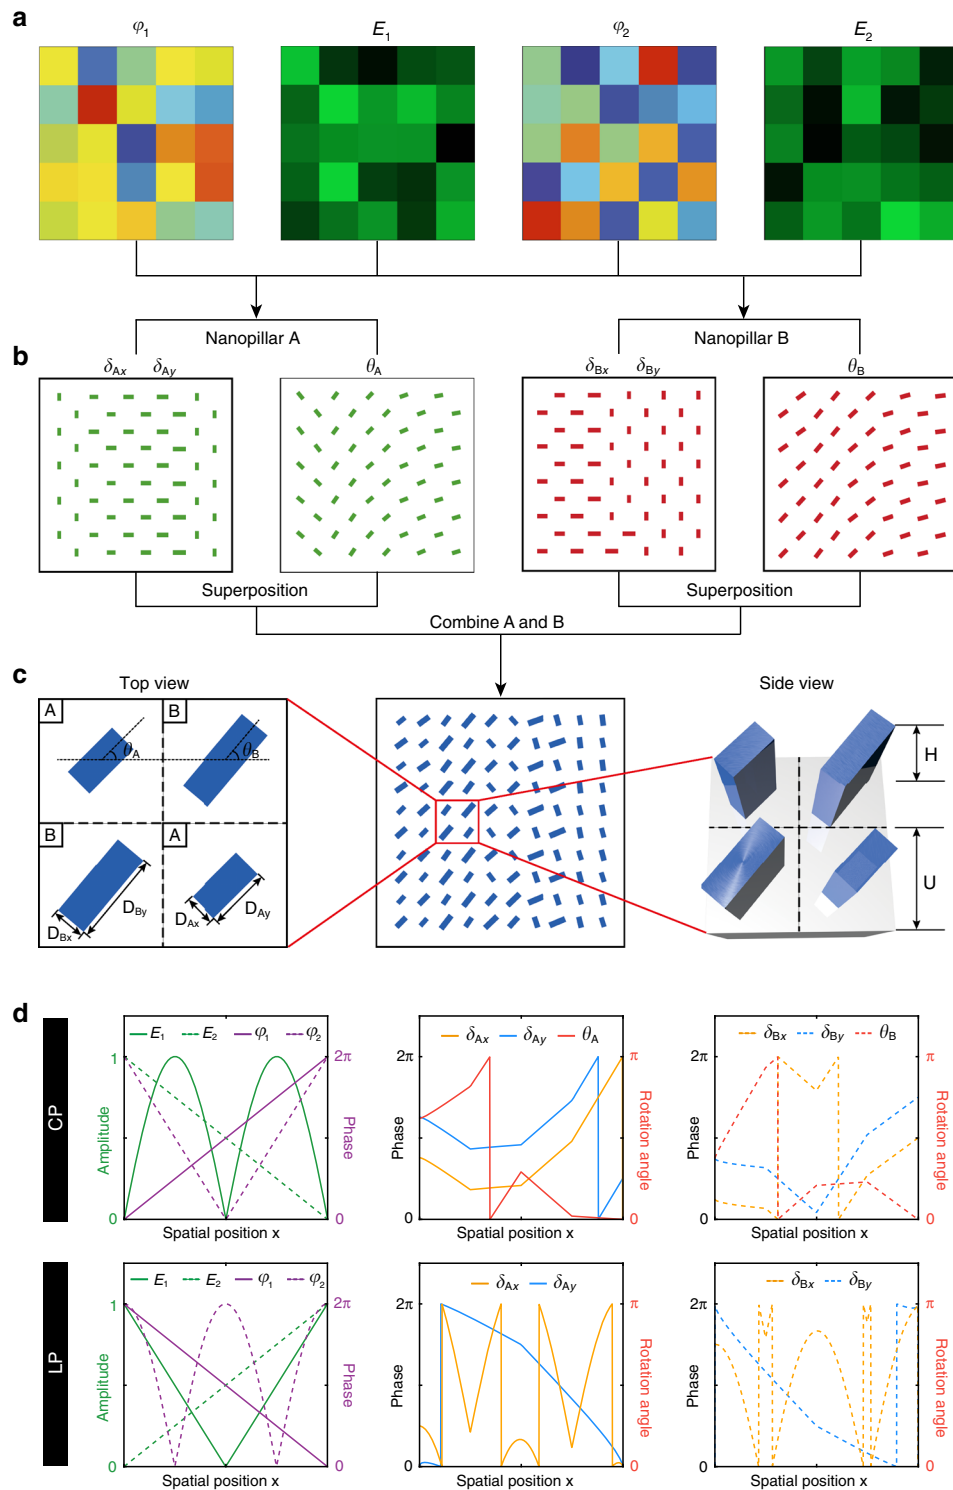 a
φ1 E1 φ2 E2
Nanopillar A Nanopillar B
b
δAx δAy θA δBx δBy θB
Superposition Superposition
Combine A and B
c
Top view Side view
A B
θA θB
B A
DBx DBy DAx DAy
H
U
d
CP
E1 E2 φ1 φ2
1
0
Amplitude
2π
0
Phase
Spatial position x
δAx δAy θA
2π
0
Phase
π
0
Rotation angle
Spatial position x
δBx δBy θB
2π
0
Phase
π
0
Rotation angle
Spatial position x
LP
E1 E2 φ1 φ2
1
0
Amplitude
2π
0
Phase
Spatial position x
δAx δAy
2π
0
Phase
π
0
Rotation angle
Spatial position x
δBx δBy
2π
0
Phase
π
0
Rotation angle
Spatial position x